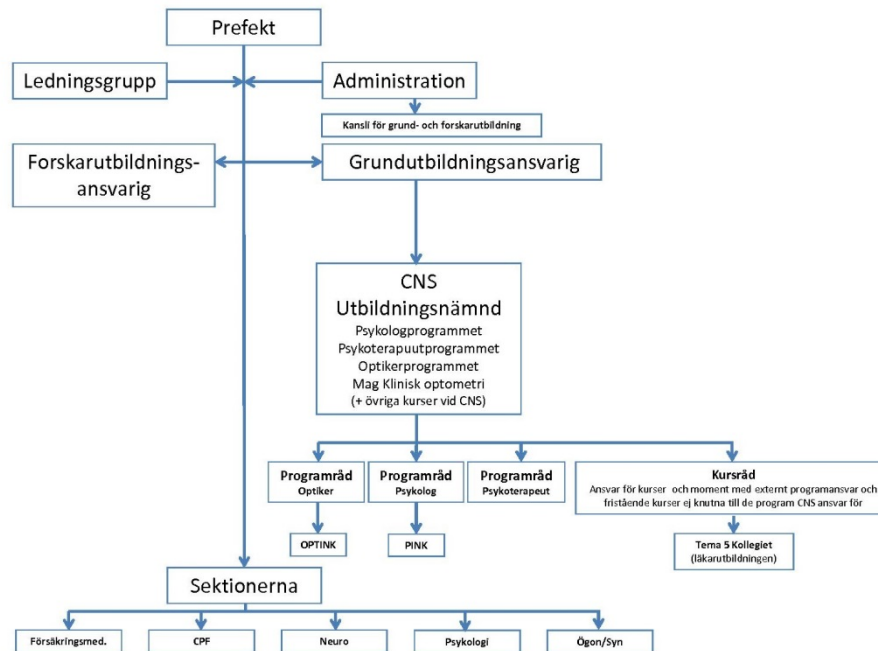 Prefekt
Ledningsgrupp
Administration
Kansli för grund- och forskarutbildning
Forskarutbildnings-
ansvarig
Grundutbildningsansvarig
CNS
Utbildningsnämnd
Psykologprogrammet
Psykoterapuutprogrammet
Optikerprogrammet
Mag Klinisk optometri
(+ övriga kurser vid CNS)
Programråd
Optiker
Programråd
Psykolog
Programråd
Psykoterapeut
Kursråd
Ansvar för kurser och moment med externt programansvar och
fristående kurser ej knutna till de program CNS ansvar för
OPTINK
PINK
Tema 5 Kollegiet
(läkarutbildningen)
Sektionerna
Försäkringsmed.
CPF
Neuro
Psykologi
Ögon/Syn